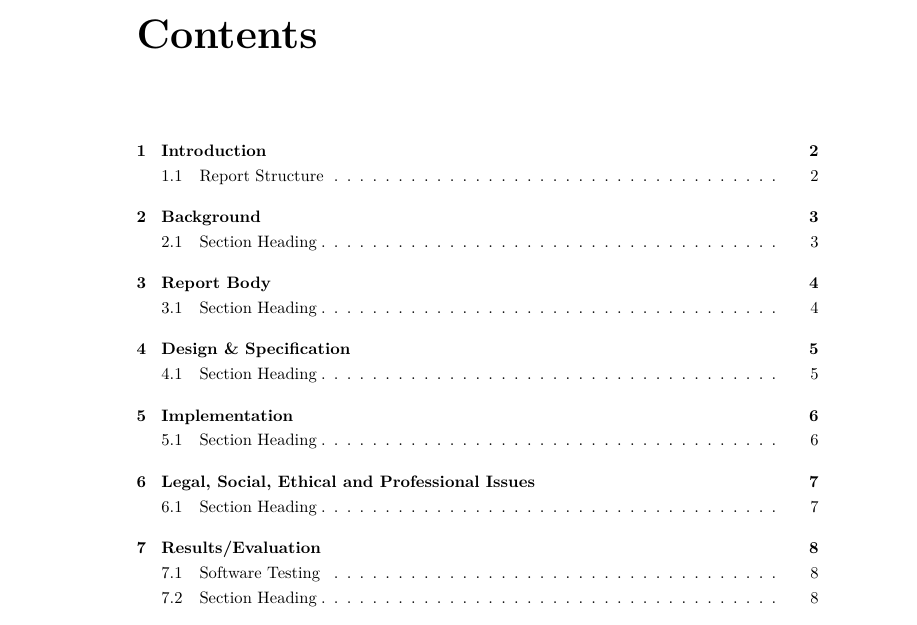 Contents
1 Introduction 2
1.1 Report Structure . . . . . . . . . . . . . . . . . . . . . . . . . . . . . . . . . . . 2
2 Background 3
2.1 Section Heading . . . . . . . . . . . . . . . . . . . . . . . . . . . . . . . . . . . . 3
3 Report Body 4
3.1 Section Heading . . . . . . . . . . . . . . . . . . . . . . . . . . . . . . . . . . . . 4
4 Design & Specification 5
4.1 Section Heading . . . . . . . . . . . . . . . . . . . . . . . . . . . . . . . . . . . . 5
5 Implementation 6
5.1 Section Heading . . . . . . . . . . . . . . . . . . . . . . . . . . . . . . . . . . . . 6
6 Legal, Social, Ethical and Professional Issues 7
6.1 Section Heading . . . . . . . . . . . . . . . . . . . . . . . . . . . . . . . . . . . . 7
7 Results/Evaluation 8
7.1 Software Testing . . . . . . . . . . . . . . . . . . . . . . . . . . . . . . . . . . . 8
7.2 Section Heading . . . . . . . . . . . . . . . . . . . . . . . . . . . . . . . . . . . . 8